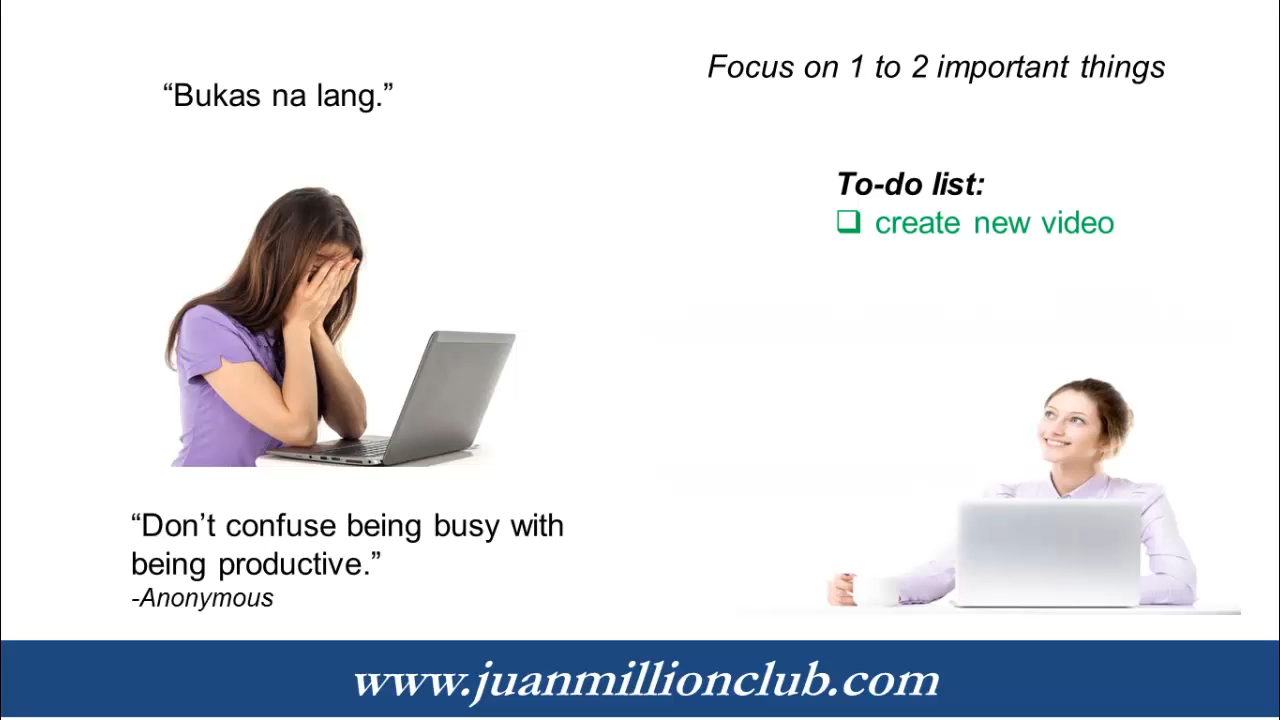 “Bukas na lang.”
“Don’t confuse being busy with
being productive.”
-Anonymous
Focus on 1 to 2 important things
To-do list:
❑ create new video
www.juanmillionclub.com